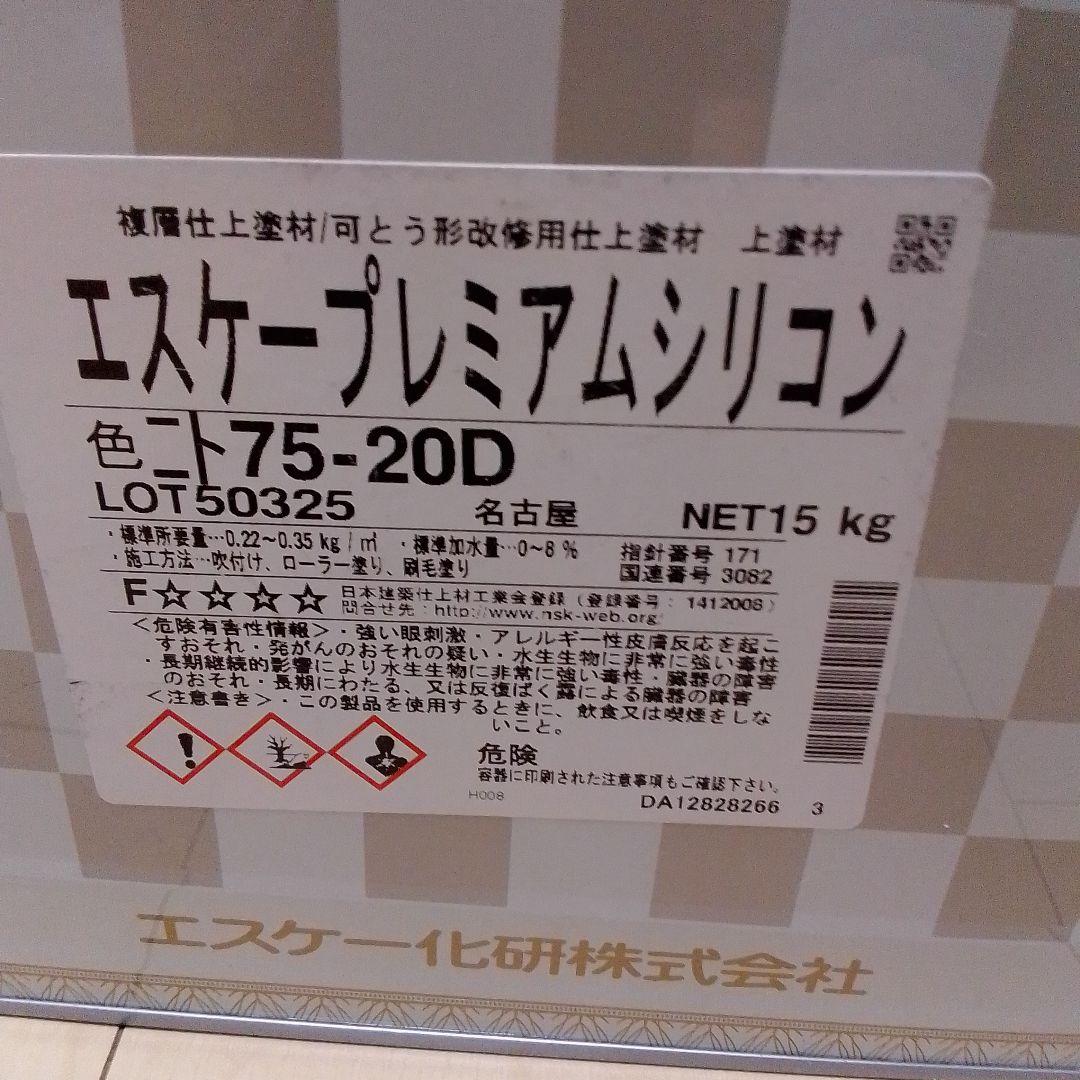 複層仕上塗材/可とう形改修用仕上塗材　上塗材
エスケープレミアムシリコン
色 ニト75-20D
LOT50325　名古屋　NET15 kg
・標準所要量…0.22〜0.35 kg/㎡ ・標準加水量…0〜8 %　指針番号 171
・施工方法…吹付け、ローラー塗り、刷毛塗り　国連番号 3082
F☆☆☆☆ 日本建築仕上材工業会登録(登録番号: 1412008)
問合せ先:http://www.nsk-web.org/
<危険有害性情報>・強い眼刺激・アレルギー性皮膚反応を起こ
すおそれ・発がんのおそれの疑い・水生生物に非常に強い毒性
・長期継続的影響により水生生物に非常に強い毒性・臓器の障害
のおそれ・長期にわたる、又は反復ばく露による臓器の障害
<注意書き>・この製品を使用するときに、飲食又は喫煙をしな
いこと。
危険
容器に印刷された注意事項もご確認下さい。
H008　DA12828266　3
エスケー化研株式会社